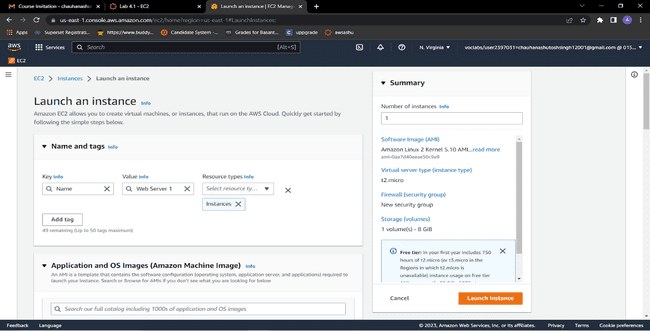 Course Invitation - chauhanash
Lab 4.1 - EC2
Launch an instance | EC2 Manag
us-east-1.console.aws.amazon.com/ec2/home?region=us-east-1#LaunchInstances:
Apps
Superset Registrati...
https://www.buddy...
Candidate System -...
Grades for Basant...
upgrade
awiashu
aws
Services
Search
[Alt+S]
N. Virginia
EC2
EC2
Instances
Launch an instance
Launch an instance Info
Amazon EC2 allows you to create virtual machines, or instances, that run on the AWS Cloud. Quickly get started by
following the simple steps below.
Name and tags Info
Key Info
Value Info
Resource types Info
Name
Web Server 1
Select resource ty...
Instances
Add tag
49 remaining (Up to 50 tags maximum)
Application and OS Images (Amazon Machine Image) Info
An AMI is a template that contains the software configuration (operating system, application server, and applications) required to
launch your instance. Search or Browse for AMIs if you don't see what you are looking for below
Search our full catalog including 1000s of application and OS images
Summary
Number of instances Info
1
Software Image (AMI)
Amazon Linux 2 Kernel 5.10 AMI...read more
Virtual server type (instance type)
t2.micro
Firewall (security group)
New security group
Storage (volumes)
1 volume(s) - 8 GiB
Free tier: In your first year includes 750
hours of t2.micro (or t3.micro in the
Regions in which t2.micro is
unavailable) instance usage on free tier
Cancel
Launch instance
Feedback
Language
© 2023, Amazon Web Services, Inc. or its affiliates.
Privacy
Terms
Cookie preferences